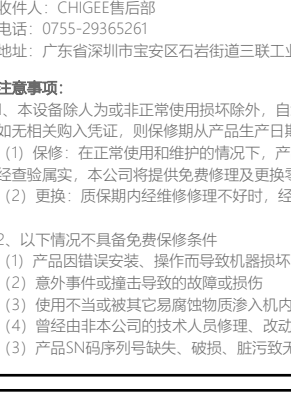 收件人：CHIGEE售后部
电话：0755-29365261
地址：广东省深圳市宝安区石岩街道三联工业
注意事项：
1、本设备除人为或非正常使用损坏除外，自
如无相关购入凭证，则保修期从产品生产日期
（1）保修：在正常使用和维护的情况下，产
经查验属实，本公司将提供免费修理及更换零
（2）更换：质保期内经维修修理不好时，经
2、以下情况不具备免费保修条件
（1）产品因错误安装、操作而导致机器损坏
（2）意外事件或撞击导致的故障或损伤
（3）使用不当或被其它易腐蚀物质渗入机内
（4）曾经由非本公司的技术人员修理、改动
（3）产品SN码序列号缺失、破损、脏污致无